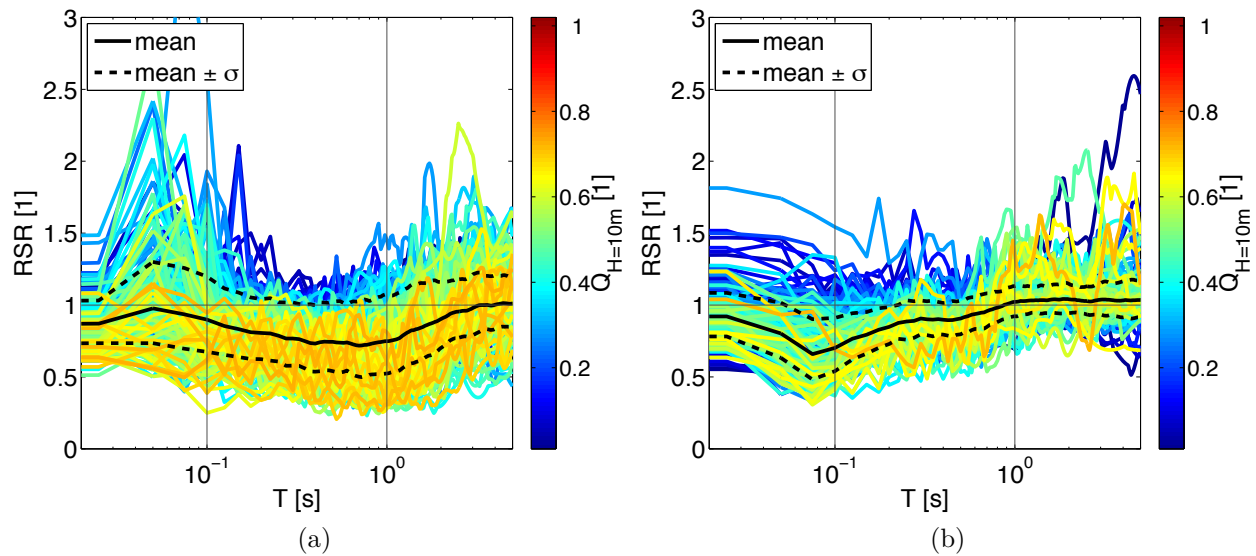 3
2.5
2
1.5
1
0.5
0
RSR [1]
mean
mean ± σ
10⁻¹
10⁰
T [s]
1
0.8
0.6
0.4
0.2
Q_H=10m [1]
(a)
3
2.5
2
1.5
1
0.5
0
RSR [1]
mean
mean ± σ
10⁻¹
10⁰
T [s]
1
0.8
0.6
0.4
0.2
Q_H=10m [1]
(b)